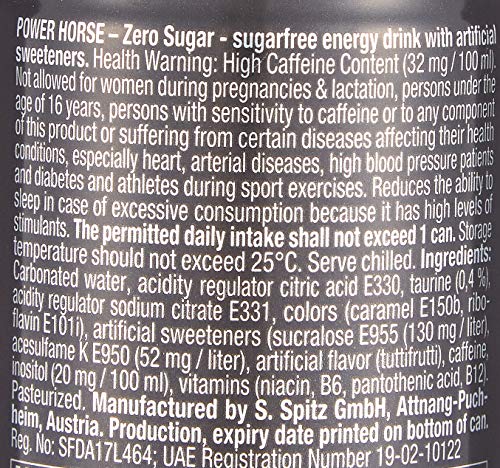 POWER HORSE – Zero Sugar - sugarfree energy drink with artificial
sweeteners. Health Warning: High Caffeine Content (32 mg / 100 ml).
Not allowed for women during pregnancies & lactation, persons under the
age of 16 years, persons with sensitivity to caffeine or to any component
of this product or suffering from certain diseases affecting their health
conditions, especially heart, arterial diseases, high blood pressure patients
and diabetes and athletes during sport exercises. Reduces the ability to
sleep in case of excessive consumption because it has high levels of
stimulants. The permitted daily intake shall not exceed 1 can. Storage
temperature should not exceed 25°C. Serve chilled. Ingredients:
Carbonated water, acidity regulator citric acid E330, taurine (0,4 %),
acidity regulator sodium citrate E331, colors (caramel E150b, ribo-
flavin E101i), artificial sweeteners (sucralose E955 (130 mg / liter),
acesulfame K E950 (52 mg / liter), artificial flavor (tuttifrutti), caffeine,
inositol (20 mg / 100 ml), vitamins (niacin, B6, pantothenic acid, B12).
Pasteurized. Manufactured by S. Spitz GmbH, Attnang-Puch-
heim, Austria. Production, expiry date printed on bottom of can.
Reg. No: SFDA17L464; UAE Registration Number 19-02-10122